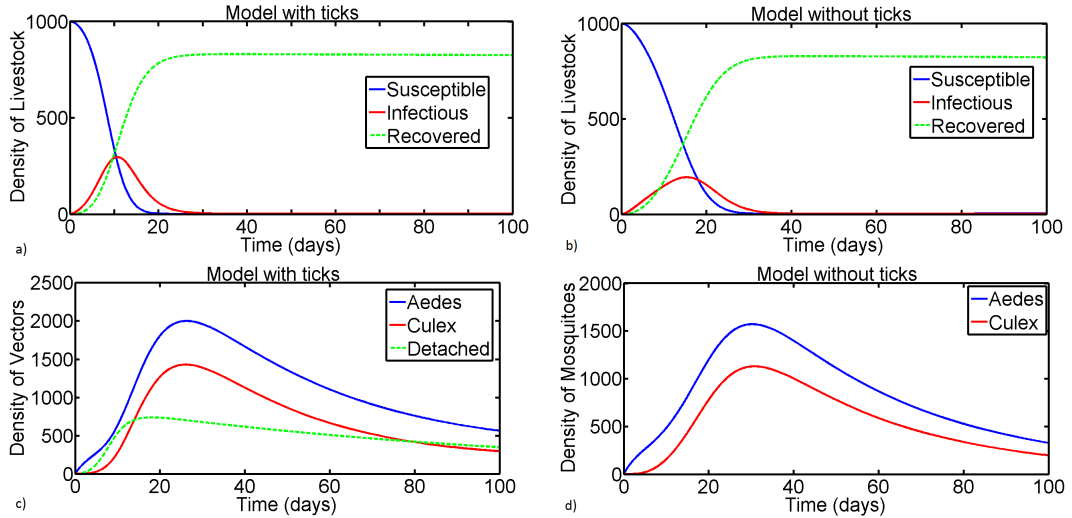 Model with ticks
Density of Livestock
1000
500
0
0
20
40
60
80
100
Time (days)
Susceptible
Infectious
Recovered
a)
Model without ticks
Density of Livestock
1000
500
0
0
20
40
60
80
100
Time (days)
Susceptible
Infectious
Recovered
b)
Model with ticks
Density of Vectors
2500
2000
1500
1000
500
0
0
20
40
60
80
100
Time (days)
Aedes
Culex
Detached
c)
Model without ticks
Density of Mosquitoes
2000
1500
1000
500
0
0
20
40
60
80
100
Time (days)
Aedes
Culex
d)